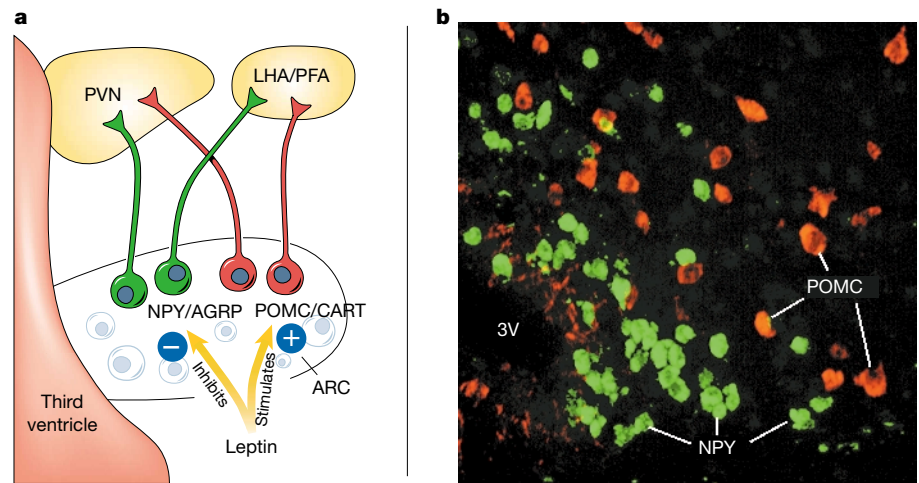 a
PVN
LHA/PFA
NPY/AGRP
POMC/CART
−
+
Inhibits
Stimulates
ARC
Third
ventricle
Leptin
b
POMC
3V
NPY